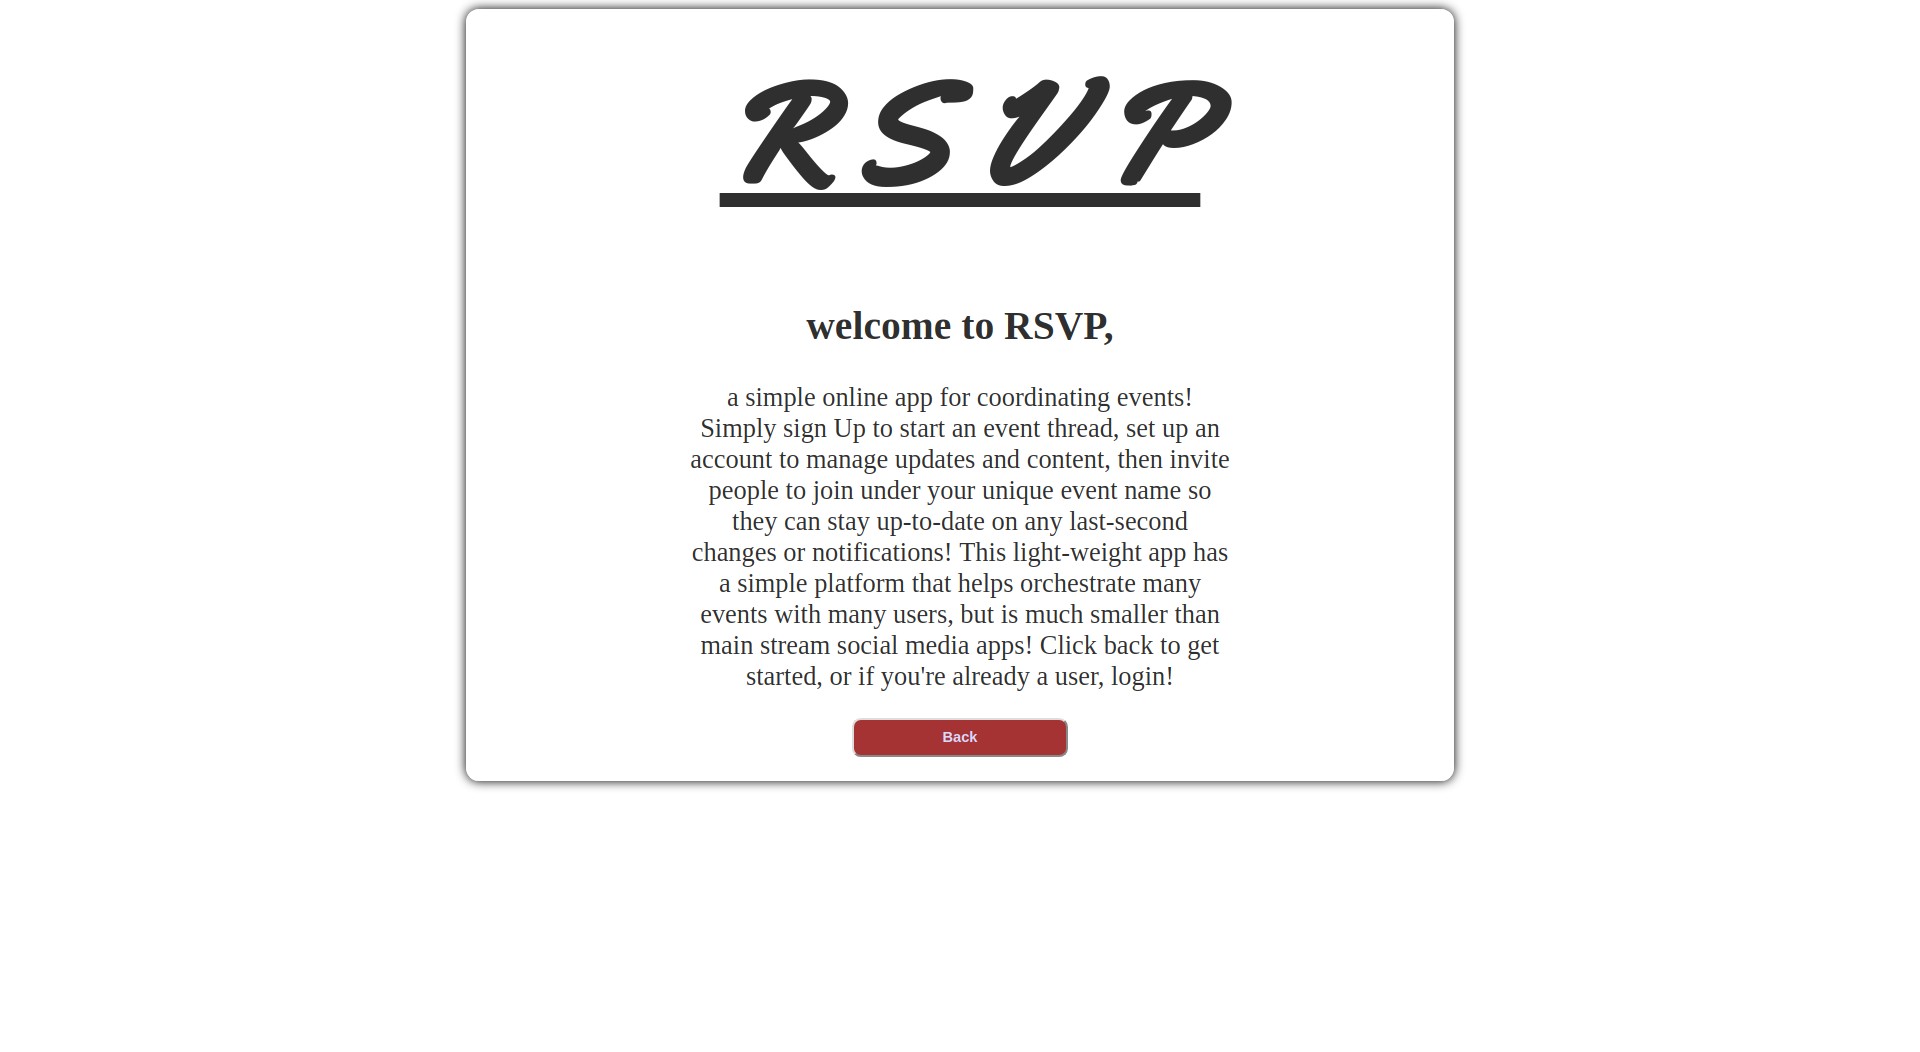 RSVP
welcome to RSVP,
a simple online app for coordinating events!
Simply sign Up to start an event thread, set up an
account to manage updates and content, then invite
people to join under your unique event name so
they can stay up-to-date on any last-second
changes or notifications! This light-weight app has
a simple platform that helps orchestrate many
events with many users, but is much smaller than
main stream social media apps! Click back to get
started, or if you're already a user, login!
Back